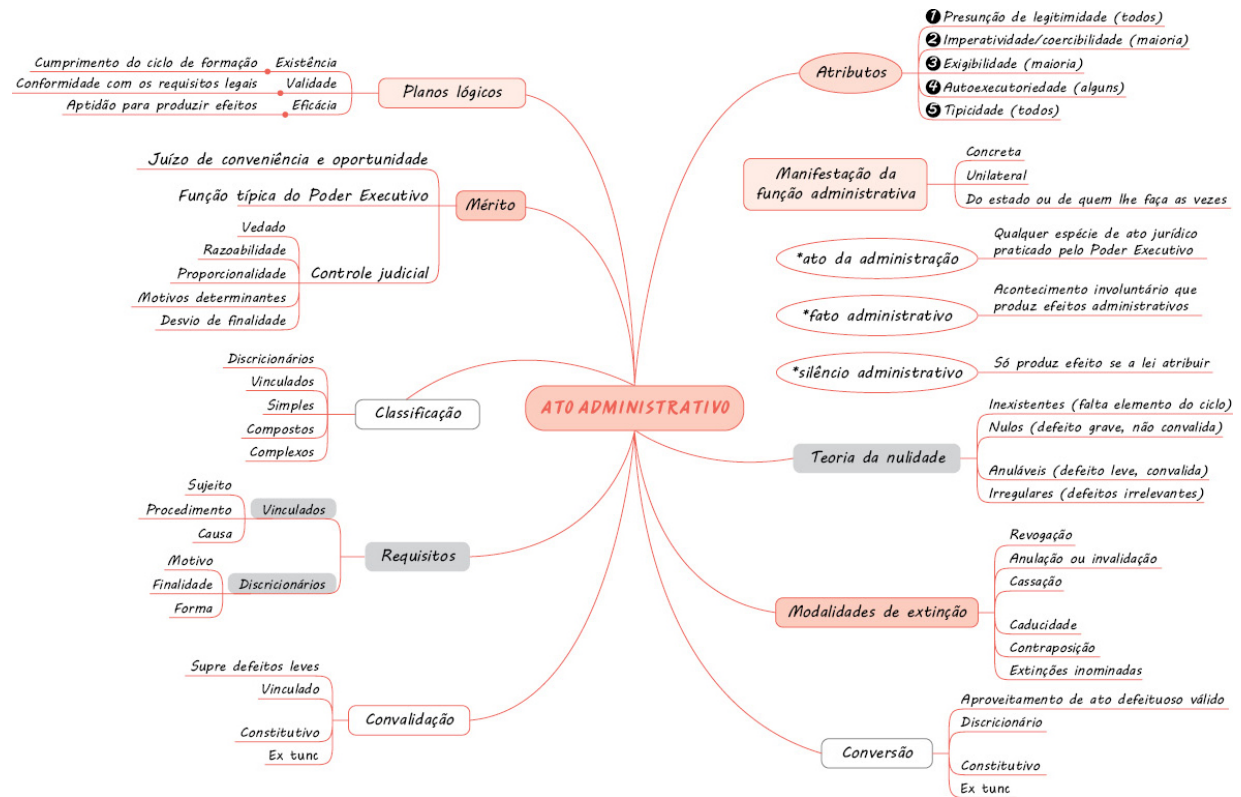 ATO ADMINISTRATIVO
Planos lógicos
Existência
Cumprimento do ciclo de formação
Validade
Conformidade com os requisitos legais
Eficácia
Aptidão para produzir efeitos
Mérito
Juízo de conveniência e oportunidade
Função típica do Poder Executivo
Controle judicial
Vedado
Razoabilidade
Proporcionalidade
Motivos determinantes
Desvio de finalidade
Classificação
Discricionários
Vinculados
Simples
Compostos
Complexos
Requisitos
Vinculados
Sujeito
Procedimento
Causa
Discricionários
Motivo
Finalidade
Forma
Convalidação
Supre defeitos leves
Vinculado
Constitutivo
Ex tunc
Atributos
1 Presunção de legitimidade (todos)
2 Imperatividade/coercibilidade (maioria)
3 Exigibilidade (maioria)
4 Autoexecutoriedade (alguns)
5 Tipicidade (todos)
Manifestação da
função administrativa
Concreta
Unilateral
Do estado ou de quem lhe faça as vezes
*ato da administração
Qualquer espécie de ato jurídico
praticado pelo Poder Executivo
*fato administrativo
Acontecimento involuntário que
produz efeitos administrativos
*silêncio administrativo
Só produz efeito se a lei atribuir
Teoria da nulidade
Inexistentes (falta elemento do ciclo)
Nulos (defeito grave, não convalida)
Anuláveis (defeito leve, convalida)
Irregulares (defeitos irrelevantes)
Modalidades de extinção
Revogação
Anulação ou invalidação
Cassação
Caducidade
Contraposição
Extinções inominadas
Conversão
Aproveitamento de ato defeituoso válido
Discricionário
Constitutivo
Ex tunc